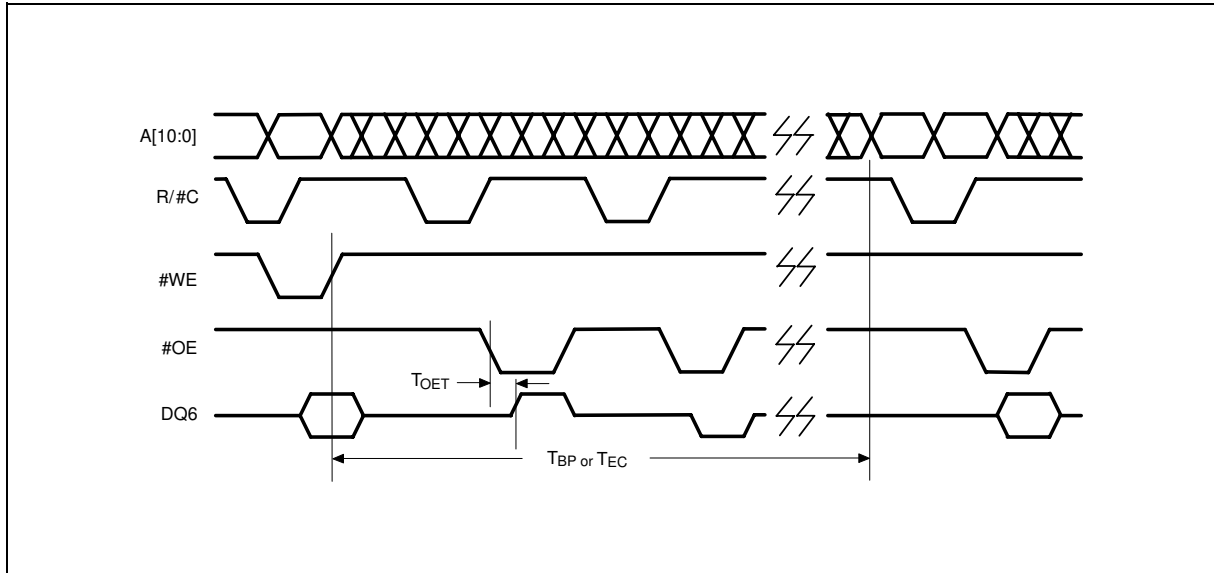 A[10:0]
R/#C
#WE
#OE
TOET
DQ6
TBP or TEC